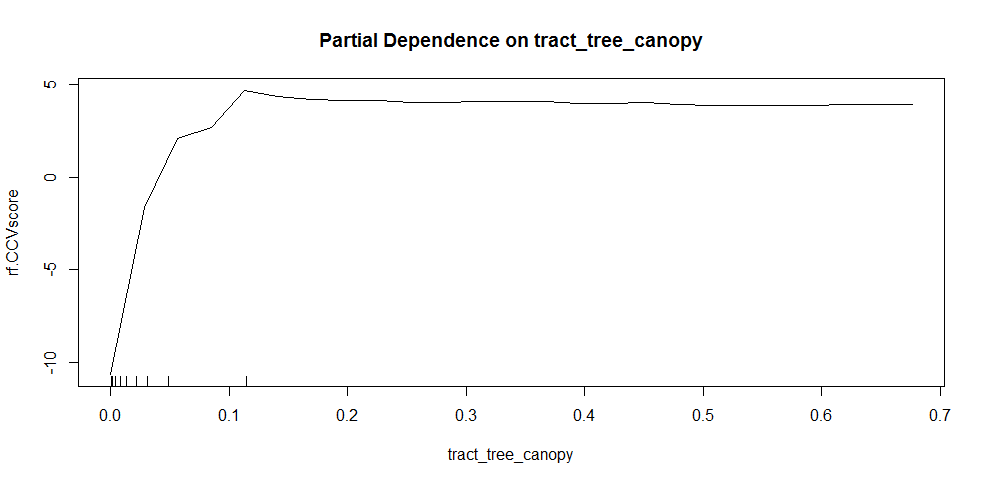 Partial Dependence on tract_tree_canopy
rf.CCVscore
5
0
-5
-10
0.0 0.1 0.2 0.3 0.4 0.5 0.6 0.7
tract_tree_canopy